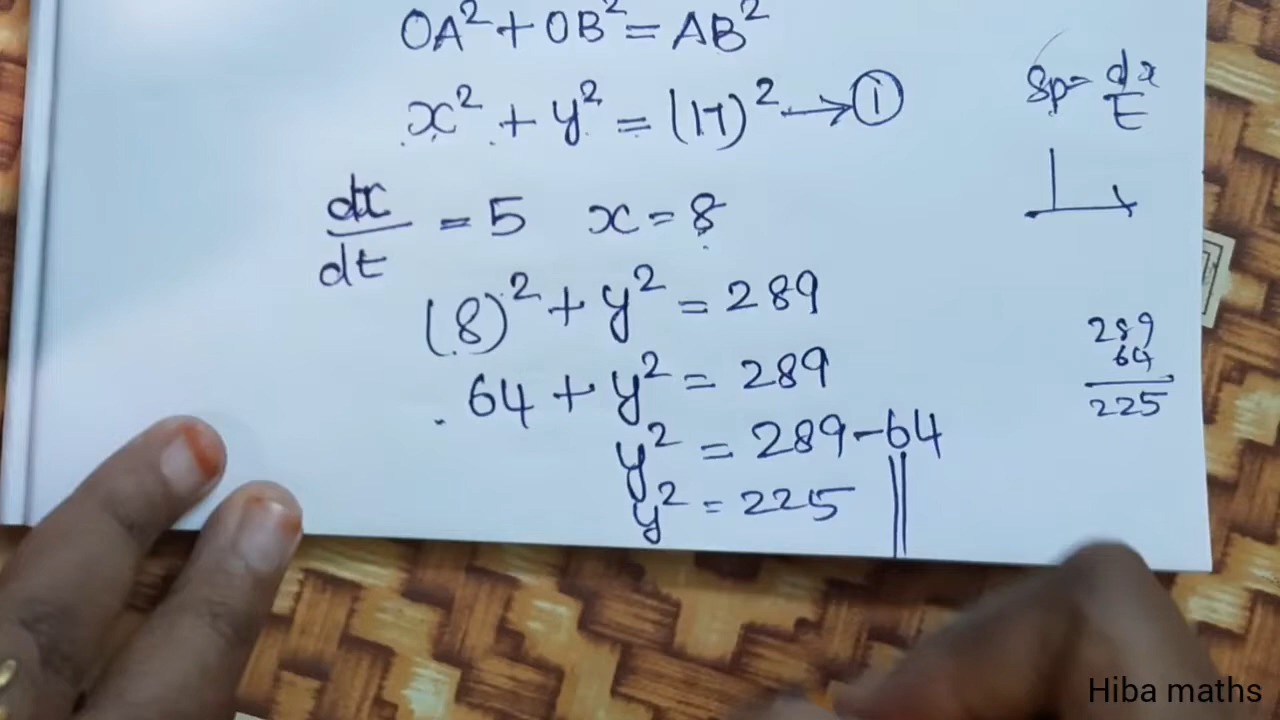 OA² + OB² = AB²
x² + y² = (17)² → ①
dx/dt = 5 x = 8
(8)² + y² = 289
64 + y² = 289
y² = 289 - 64
y² = 225
Sp = dx/t
289
64
225
Hiba maths